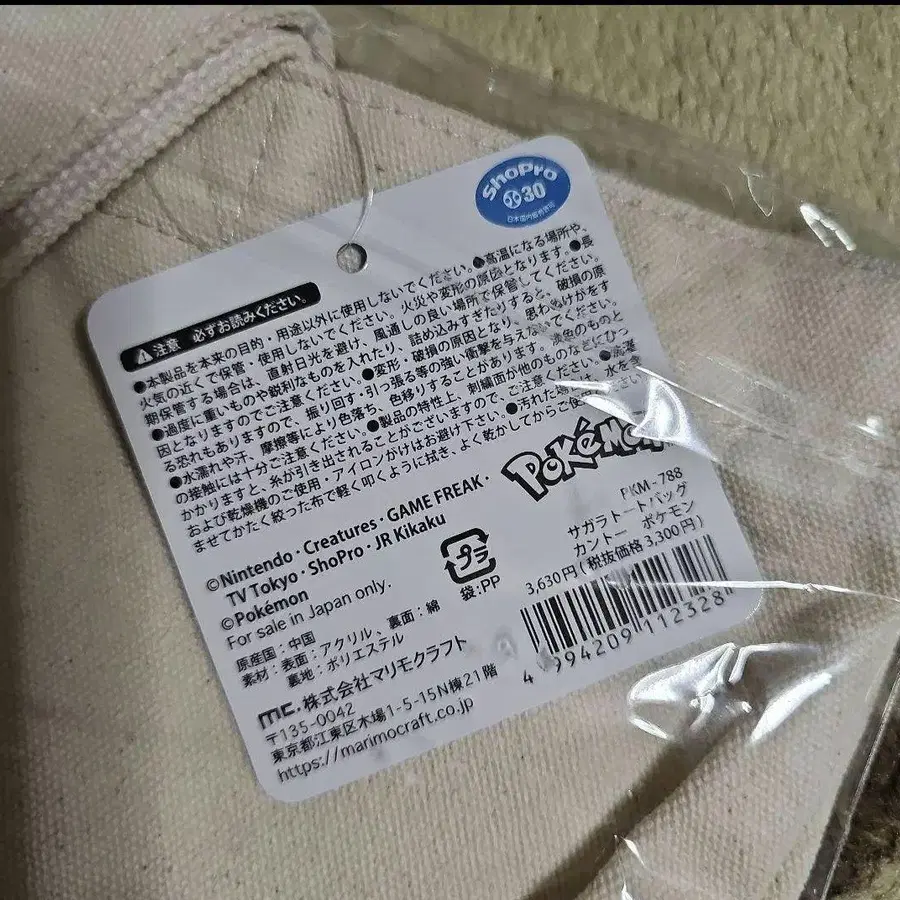 ShoPro
30
日本国内販売許可
注意 必ずお読みください。
●本製品を本来の目的・用途以外に使用しないでください。●高温になる場所や、
火気の近くで保管・使用しないでください。火災や変形の原因となります。●長
期保管する場合は、直射日光を避け、風通しの良い場所で保管してください。
●過度に重いものや鋭利なものを入れたり、詰め込みすぎたりすると、破損の原
因となりますのでご注意ください。●変形・破損の原因となり、思わぬけがをす
る恐れもありますので、振り回す・引っ張る等の強い衝撃を与えないでください。
●水濡れや汗、摩擦等により色落ち、色移りすることがあります。淡色のものと
の接触には十分ご注意ください。●製品の特性上、刺繍面が他のものなどにひっ
かかりますと、糸が引き出されることがございますので、ご注意ください。●洗濯
および乾燥機のご使用・アイロンがけはお避け下さい。●汚れた場合は、水を含
ませてかたく絞った布で軽く叩くように拭き、よく乾かしてからご使用ください
POKéMON
©Nintendo・Creatures・GAME FREAK・
TV Tokyo・ShoPro・JR Kikaku
©Pokémon
For sale in Japan only.
プラ
袋:PP
PKM-788
サガラトートバッグ
カントー ポケモン
3,630円(税抜価格 3,300円)
4 994209 112328
原産国:中国
素材:表面:アクリル、裏面:綿
裏地:ポリエステル
mc.株式会社マリモクラフト
〒135-0042
東京都江東区木場1-5-15N棟21階
https://marimocraft.co.jp